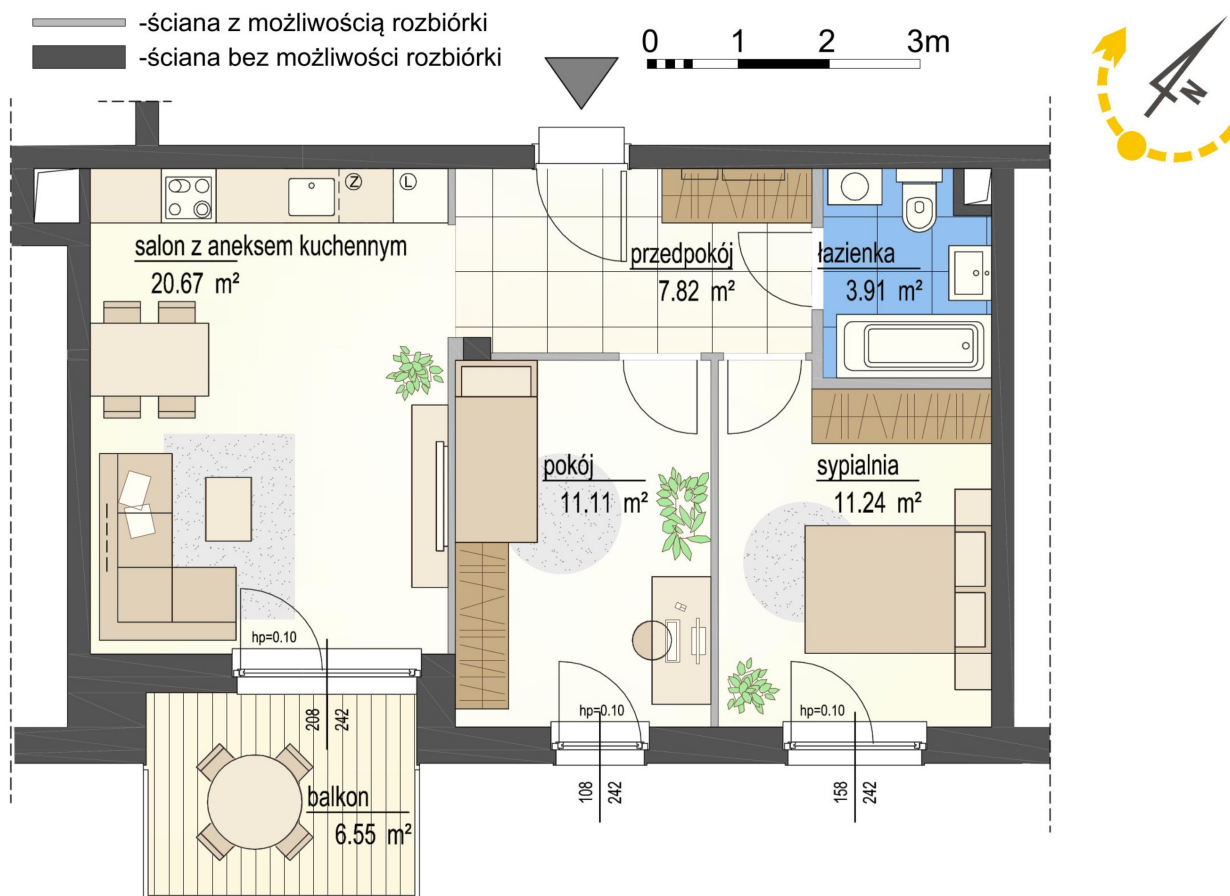 -ściana z możliwością rozbiórki
-ściana bez możliwości rozbiórki
0 1 2 3m
N
Z
L
salon z aneksem kuchennym
20.67 m²
przedpokój
7.82 m²
łazienka
3.91 m²
pokój
11.11 m²
sypialnia
11.24 m²
hp=0.10
208
242
hp=0.10
108
242
hp=0.10
158
242
balkon
6.55 m²